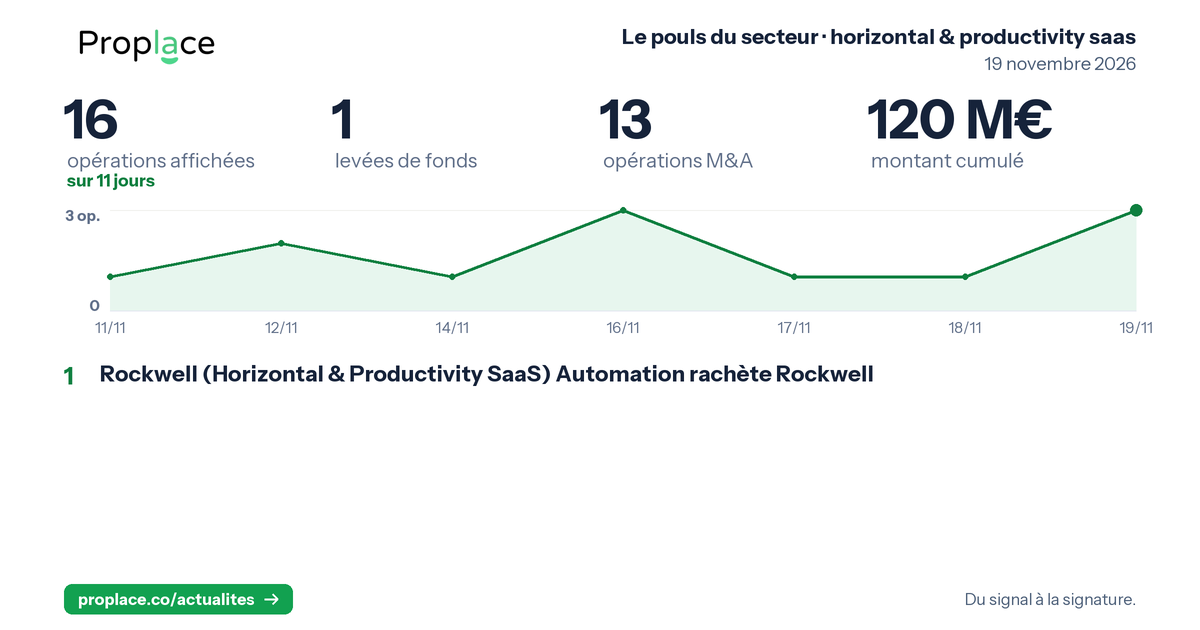 Proplace
Le pouls du secteur · horizontal & productivity saas
19 novembre 2026
16
opérations affichées
sur 11 jours
1
levées de fonds
13
opérations M&A
120 M€
montant cumulé
3 op.
0
11/11
12/11
14/11
16/11
17/11
18/11
19/11
1 Rockwell (Horizontal & Productivity SaaS) Automation rachète Rockwell
proplace.co/actualites →
Du signal à la signature.